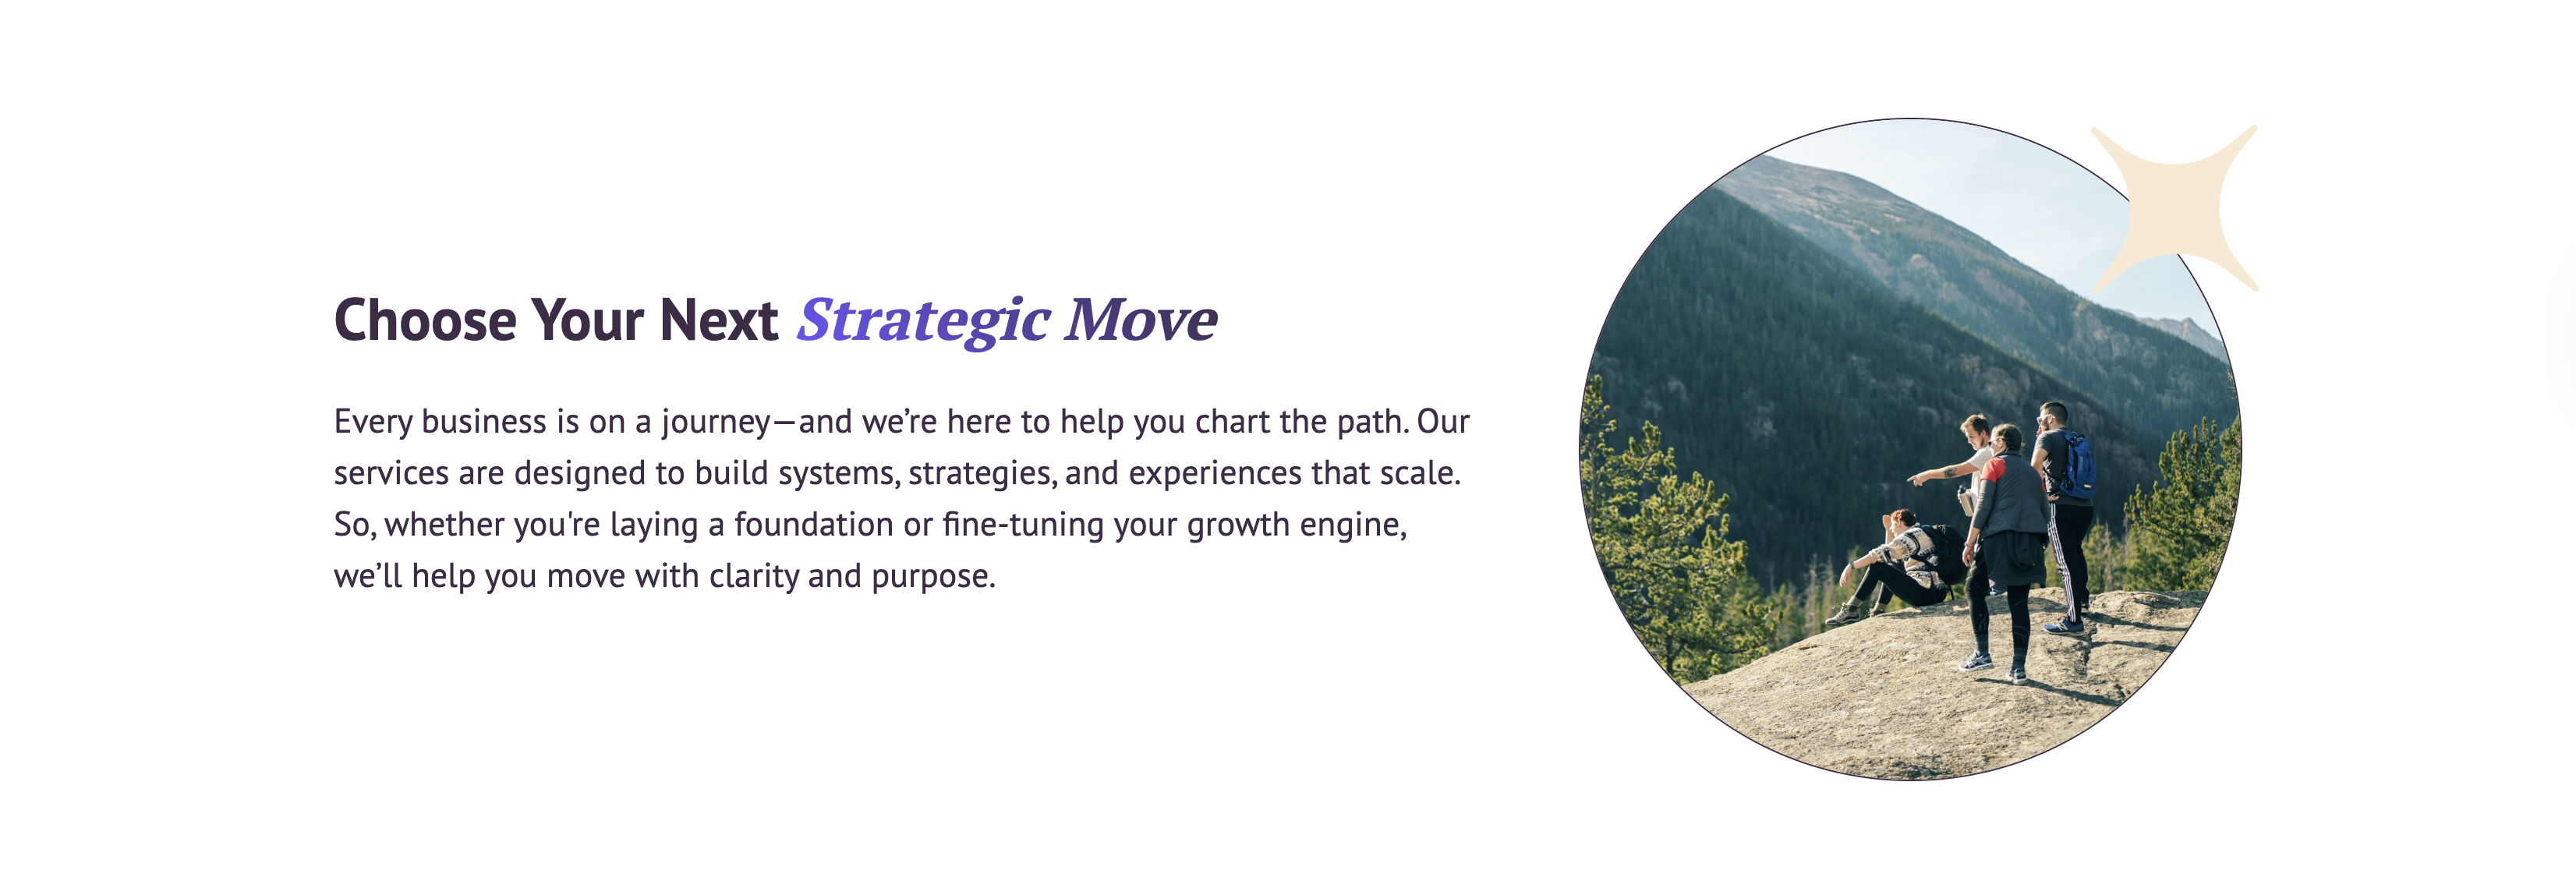 Choose Your Next Strategic Move
Every business is on a journey—and we’re here to help you chart the path. Our
services are designed to build systems, strategies, and experiences that scale.
So, whether you're laying a foundation or fine-tuning your growth engine,
we’ll help you move with clarity and purpose.